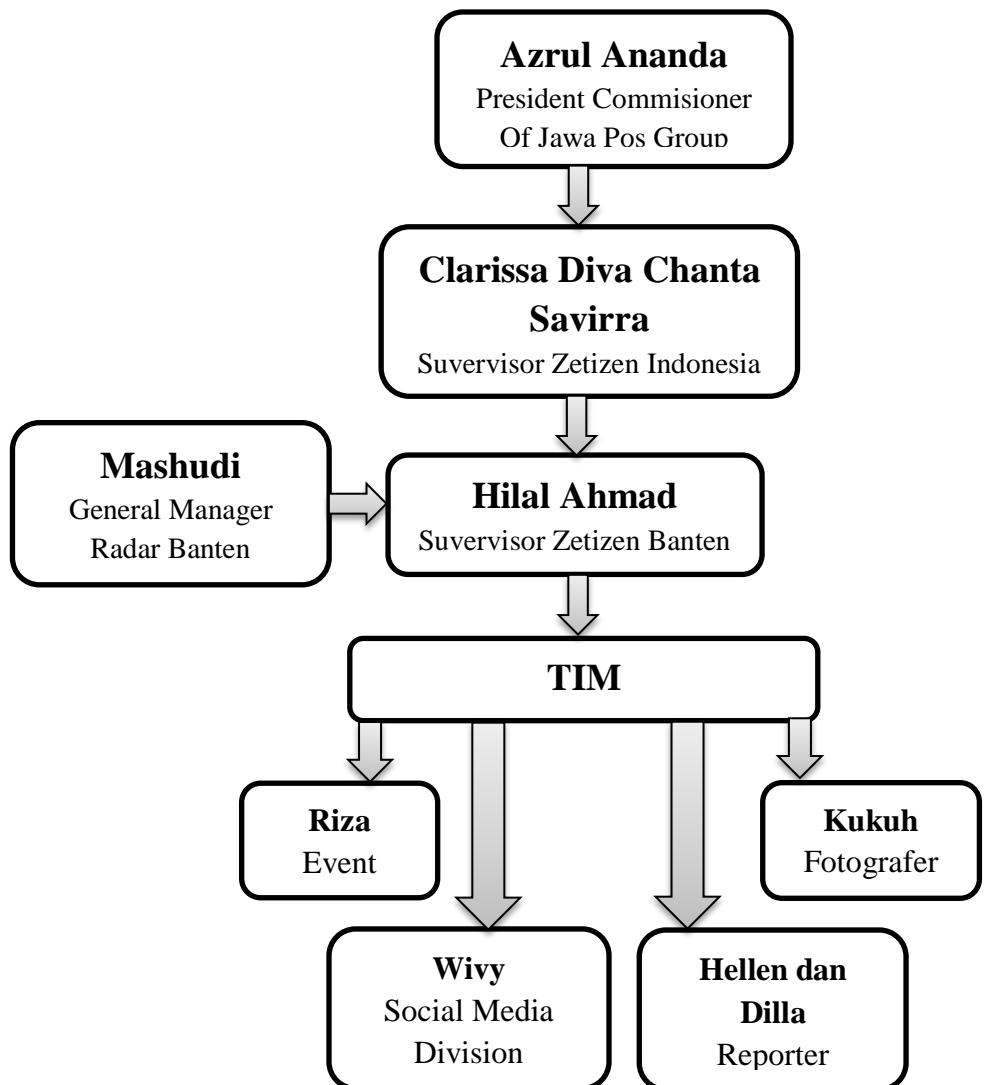 Azrul Ananda
President Commisioner
Of Jawa Pos Group
Clarissa Diva Chanta
Savirra
Suvervisor Zetizen Indonesia
Mashudi
General Manager
Radar Banten
Hilal Ahmad
Suvervisor Zetizen Banten
TIM
Riza
Event
Kukuh
Fotografer
Wivy
Social Media
Division
Hellen dan
Dilla
Reporter